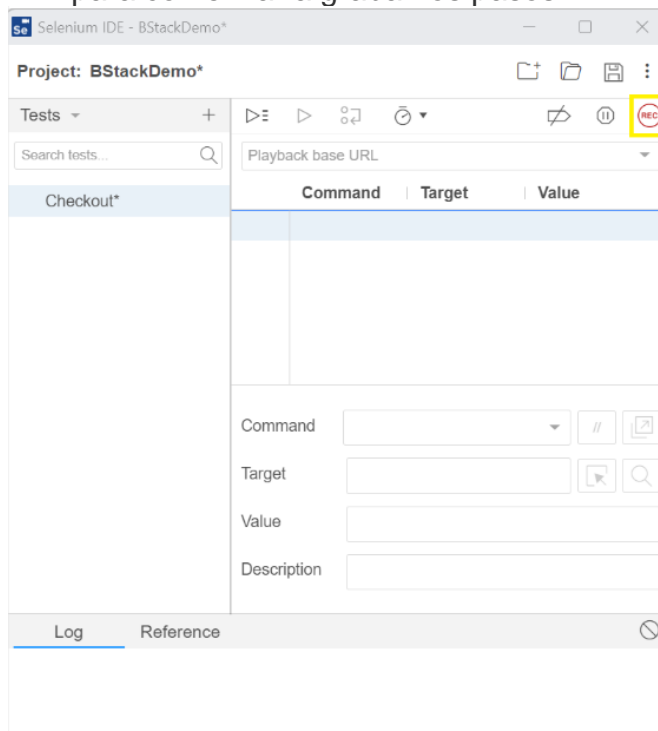 Selenium IDE - BStackDemo*
Project: BStackDemo*
Tests
Search tests...
Checkout*
REC
Playback base URL
Command Target Value
Command
//
Target
Value
Description
Log Reference